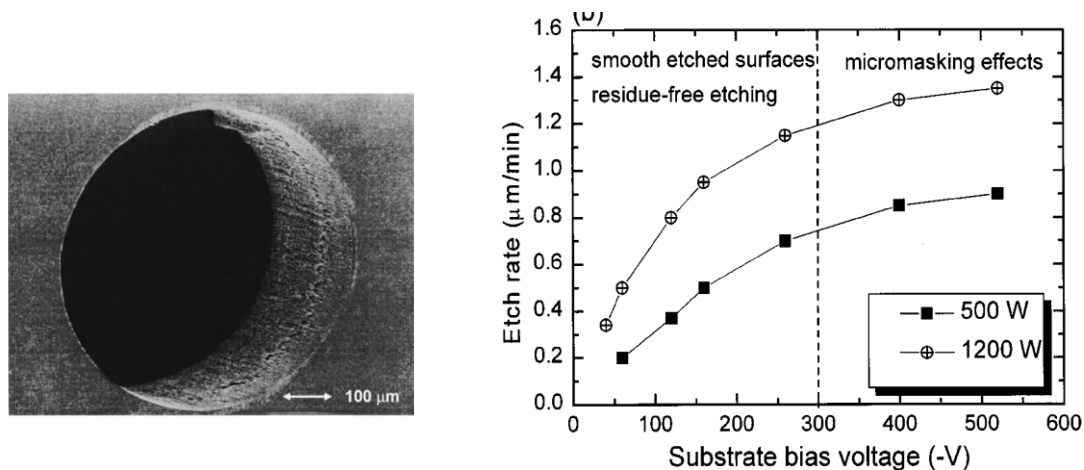 100 μm
(b)
smooth etched surfaces
residue-free etching
micromasking effects
1.6
1.4
1.2
1.0
0.8
0.6
0.4
0.2
0.0
Etch rate (μm/min)
500 W
1200 W
0 100 200 300 400 500 600
Substrate bias voltage (-V)